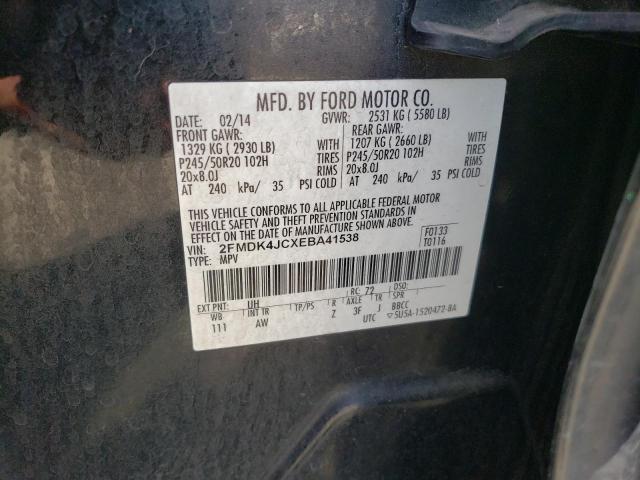 MFD. BY FORD MOTOR CO.
DATE: 02/14 GVWR: 2531 KG ( 5580 LB)
FRONT GAWR: REAR GAWR:
1329 KG ( 2930 LB) WITH 1207 KG ( 2660 LB) WITH
P245/50R20 102H TIRES P245/50R20 102H TIRES
20x8.0J RIMS 20x8.0J RIMS
AT 240 kPa/ 35 PSI COLD AT 240 kPa/ 35 PSI COLD
THIS VEHICLE CONFORMS TO ALL APPLICABLE FEDERAL MOTOR
VEHICLE SAFETY AND THEFT PREVENTION STANDARDS IN
EFFECT ON THE DATE OF MANUFACTURE SHOWN ABOVE.
VIN: 2FMDK4JCXEBA41538 F0133
TYPE: MPV T0116
EXT PNT: UH RC: 72 DSO:
WB INT TR TP/PS R AXLE TR SPR
111 AW Z 3F J BBCC
UTC ▽5U5A-1520472-BA